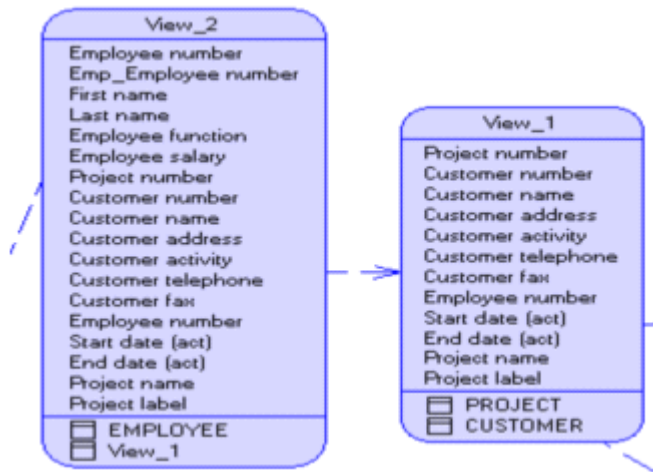 View_2
Employee number
Emp_Employee number
First name
Last name
Employee function
Employee salary
Project number
Customer number
Customer name
Customer address
Customer activity
Customer telephone
Customer fax
Employee number
Start date (act)
End date (act)
Project name
Project label
EMPLOYEE
View_1
View_1
Project number
Customer number
Customer name
Customer address
Customer activity
Customer telephone
Customer fax
Employee number
Start date (act)
End date (act)
Project name
Project label
PROJECT
CUSTOMER